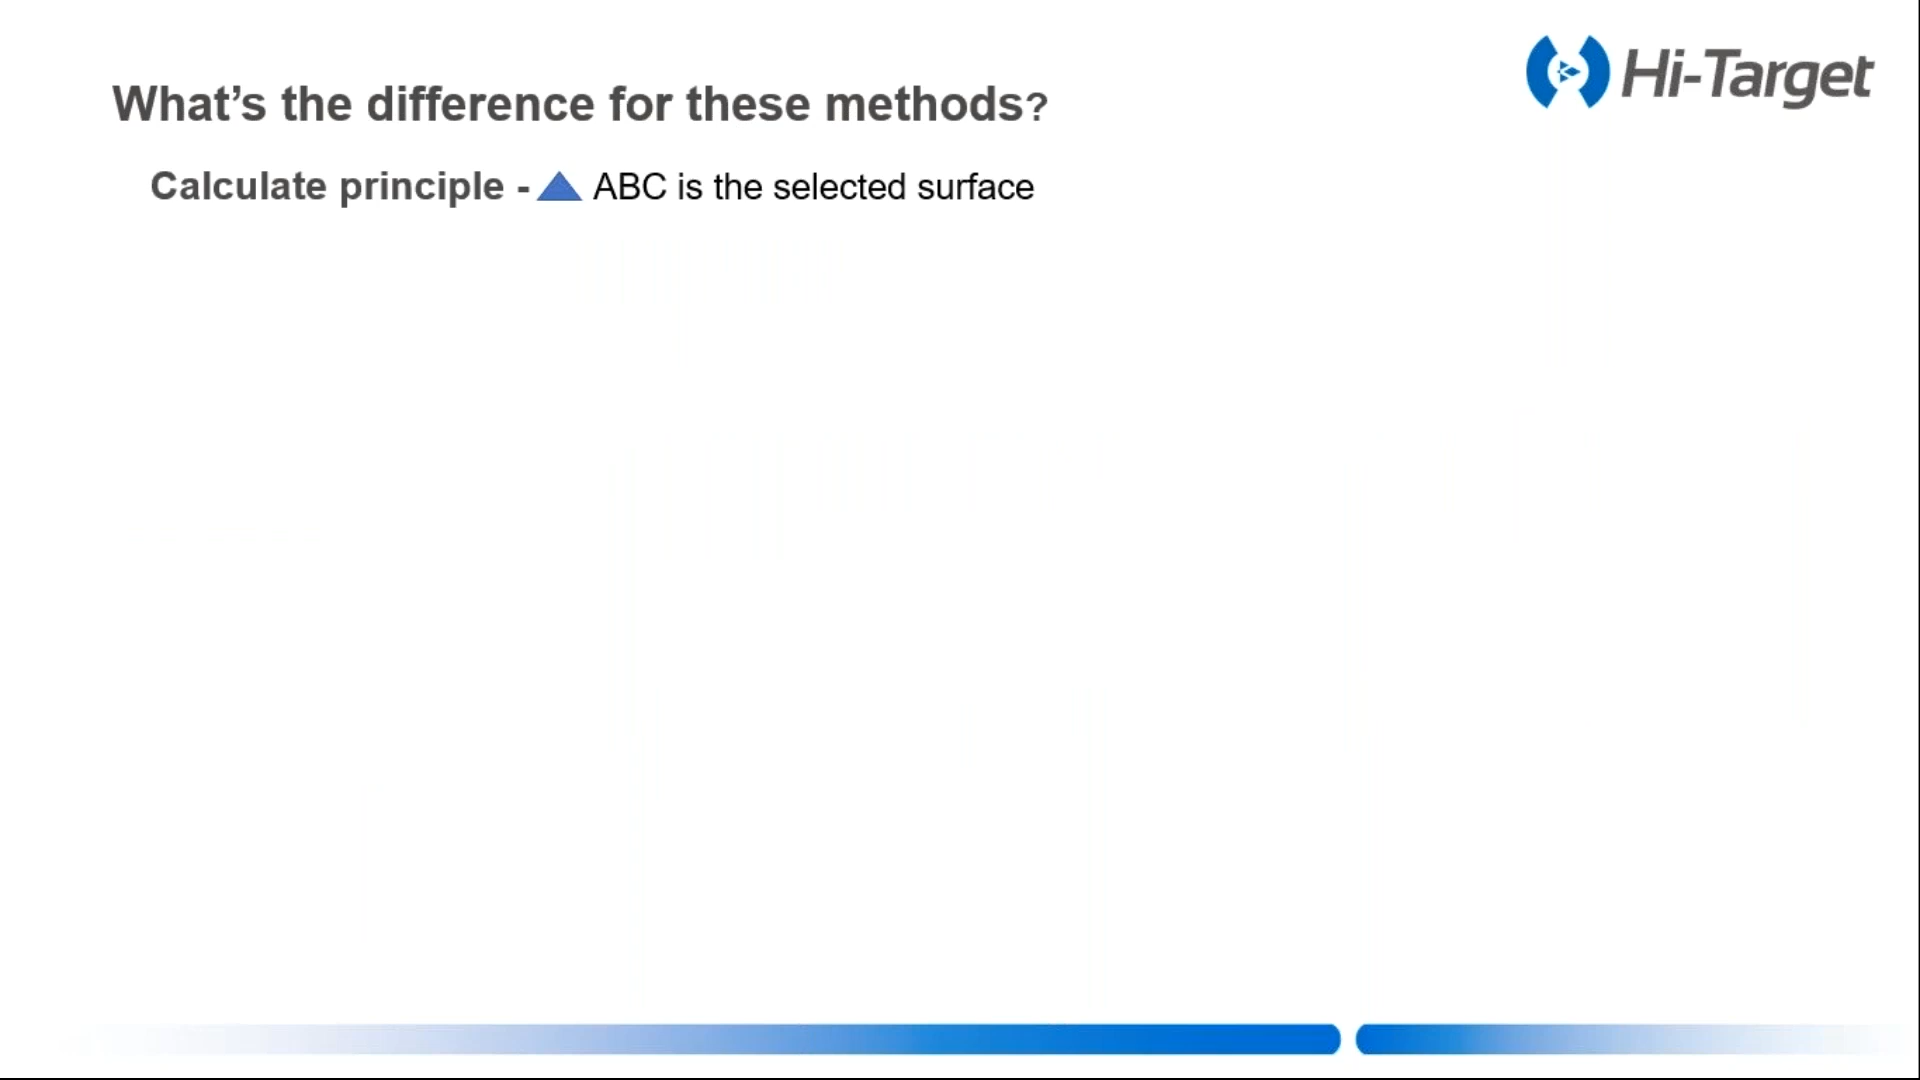 Hi-Target
What’s the difference for these methods?
Calculate principle - ABC is the selected surface